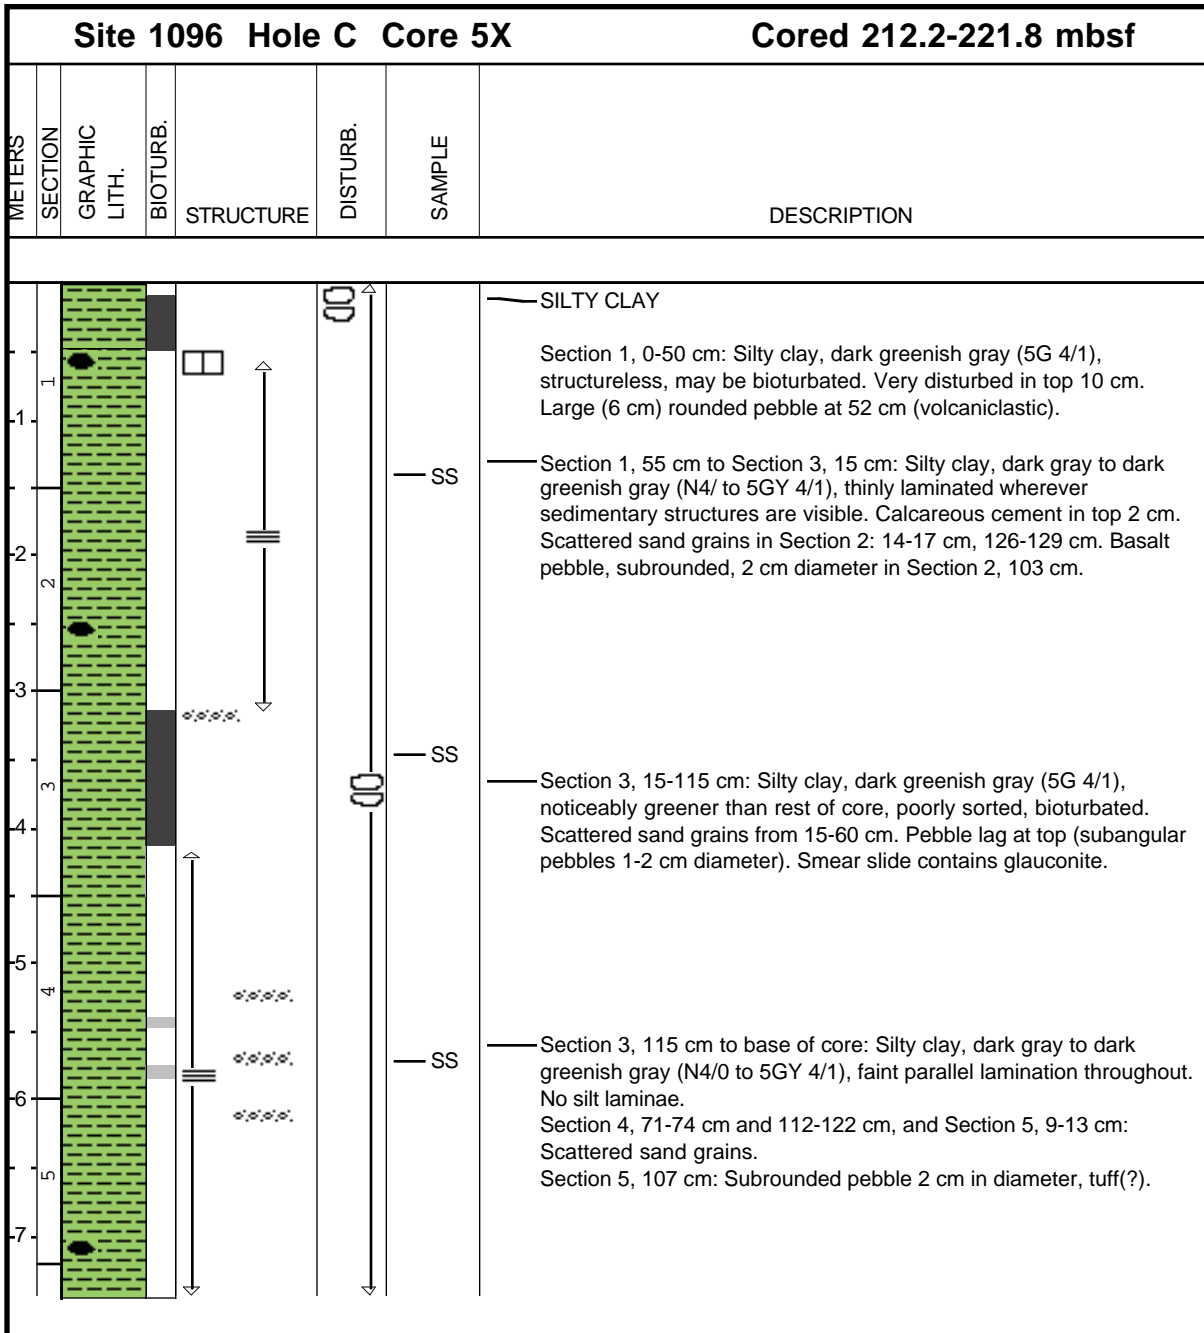 Site 1096 Hole C Core 5X
Cored 212.2-221.8 mbsf
METERS
SECTION
GRAPHIC
LITH.
BIOTURB.
STRUCTURE
DISTURB.
SAMPLE
DESCRIPTION
SILTY CLAY
Section 1, 0-50 cm: Silty clay, dark greenish gray (5G 4/1),
structureless, may be bioturbated. Very disturbed in top 10 cm.
Large (6 cm) rounded pebble at 52 cm (volcaniclastic).
1
1
SS
Section 1, 55 cm to Section 3, 15 cm: Silty clay, dark gray to dark
greenish gray (N4/ to 5GY 4/1), thinly laminated wherever
sedimentary structures are visible. Calcareous cement in top 2 cm.
Scattered sand grains in Section 2: 14-17 cm, 126-129 cm. Basalt
pebble, subrounded, 2 cm diameter in Section 2, 103 cm.
2
2
3
SS
3
Section 3, 15-115 cm: Silty clay, dark greenish gray (5G 4/1),
noticeably greener than rest of core, poorly sorted, bioturbated.
Scattered sand grains from 15-60 cm. Pebble lag at top (subangular
pebbles 1-2 cm diameter). Smear slide contains glauconite.
4
5
4
SS
Section 3, 115 cm to base of core: Silty clay, dark gray to dark
greenish gray (N4/0 to 5GY 4/1), faint parallel lamination throughout.
No silt laminae.
Section 4, 71-74 cm and 112-122 cm, and Section 5, 9-13 cm:
Scattered sand grains.
Section 5, 107 cm: Subrounded pebble 2 cm in diameter, tuff(?).
6
5
7